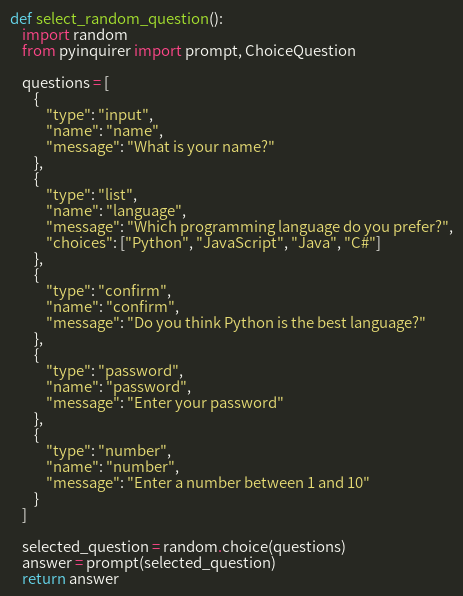 def select_random_question():
    import random
    from pyinquirer import prompt, ChoiceQuestion

    questions = [
        {
            "type": "input",
            "name": "name",
            "message": "What is your name?"
        },
        {
            "type": "list",
            "name": "language",
            "message": "Which programming language do you prefer?",
            "choices": ["Python", "JavaScript", "Java", "C#"]
        },
        {
            "type": "confirm",
            "name": "confirm",
            "message": "Do you think Python is the best language?"
        },
        {
            "type": "password",
            "name": "password",
            "message": "Enter your password"
        },
        {
            "type": "number",
            "name": "number",
            "message": "Enter a number between 1 and 10"
        }
    ]

    selected_question = random.choice(questions)
    answer = prompt(selected_question)
    return answer